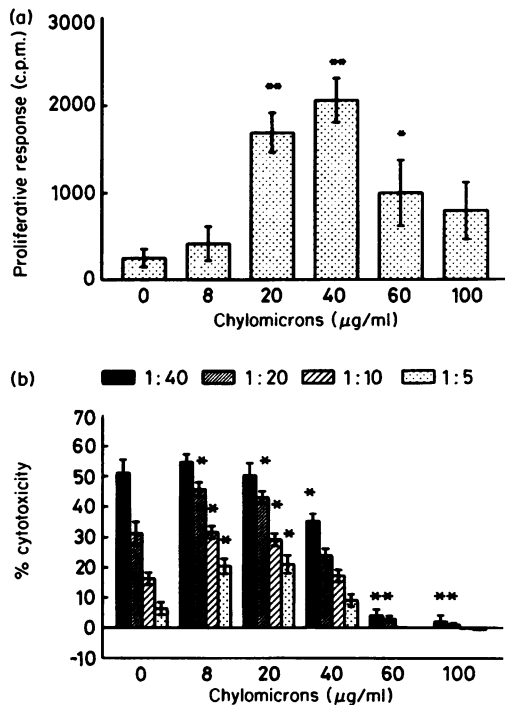 (a)
Proliferative response (c.p.m.)
3000
2000
1000
0
** ** *
0 8 20 40 60 100
Chylomicrons (μg/ml)
(b)
1:40 1:20 1:10 1:5
% cytotoxicity
70
60
50
40
30
20
10
0
-10
* * * * * * * ** **
0 8 20 40 60 100
Chylomicrons (μg/ml)